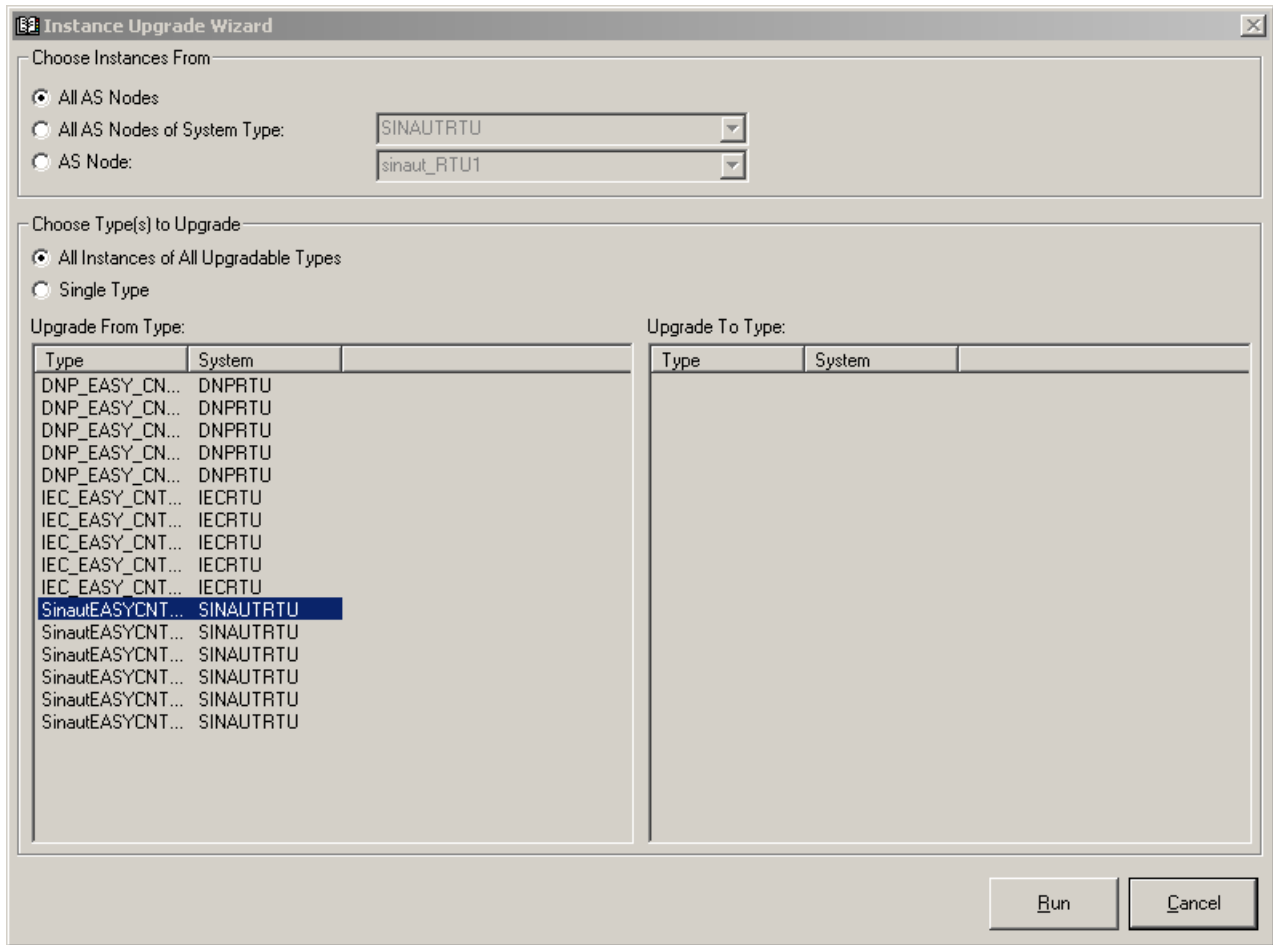 Instance Upgrade Wizard
Choose Instances From
All AS Nodes
All AS Nodes of System Type: SINAUTRTU
AS Node: sinaut_RTU1
Choose Type(s) to Upgrade
All Instances of All Upgradable Types
Single Type
Upgrade From Type: Upgrade To Type:
Type System Type System
DNP_EASY_CN... DNPRTU
DNP_EASY_CN... DNPRTU
DNP_EASY_CN... DNPRTU
DNP_EASY_CN... DNPRTU
DNP_EASY_CN... DNPRTU
IEC_EASY_CNT... IECRTU
IEC_EASY_CNT... IECRTU
IEC_EASY_CNT... IECRTU
IEC_EASY_CNT... IECRTU
IEC_EASY_CNT... IECRTU
SinautEASYCNT... SINAUTRTU
SinautEASYCNT... SINAUTRTU
SinautEASYCNT... SINAUTRTU
SinautEASYCNT... SINAUTRTU
SinautEASYCNT... SINAUTRTU
SinautEASYCNT... SINAUTRTU
Run Cancel